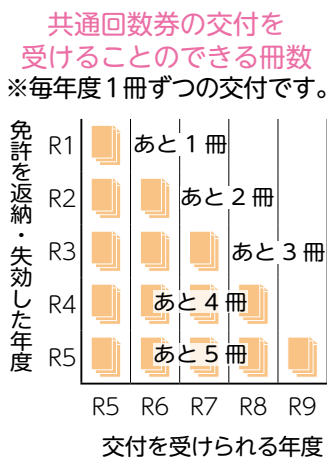 共通回数券の交付を
受けることのできる冊数
※毎年度1冊ずつの交付です。
免許を返納・失効した年度
R1 あと1冊
R2 あと2冊
R3 あと3冊
R4 あと4冊
R5 あと5冊
R5 R6 R7 R8 R9
交付を受けられる年度